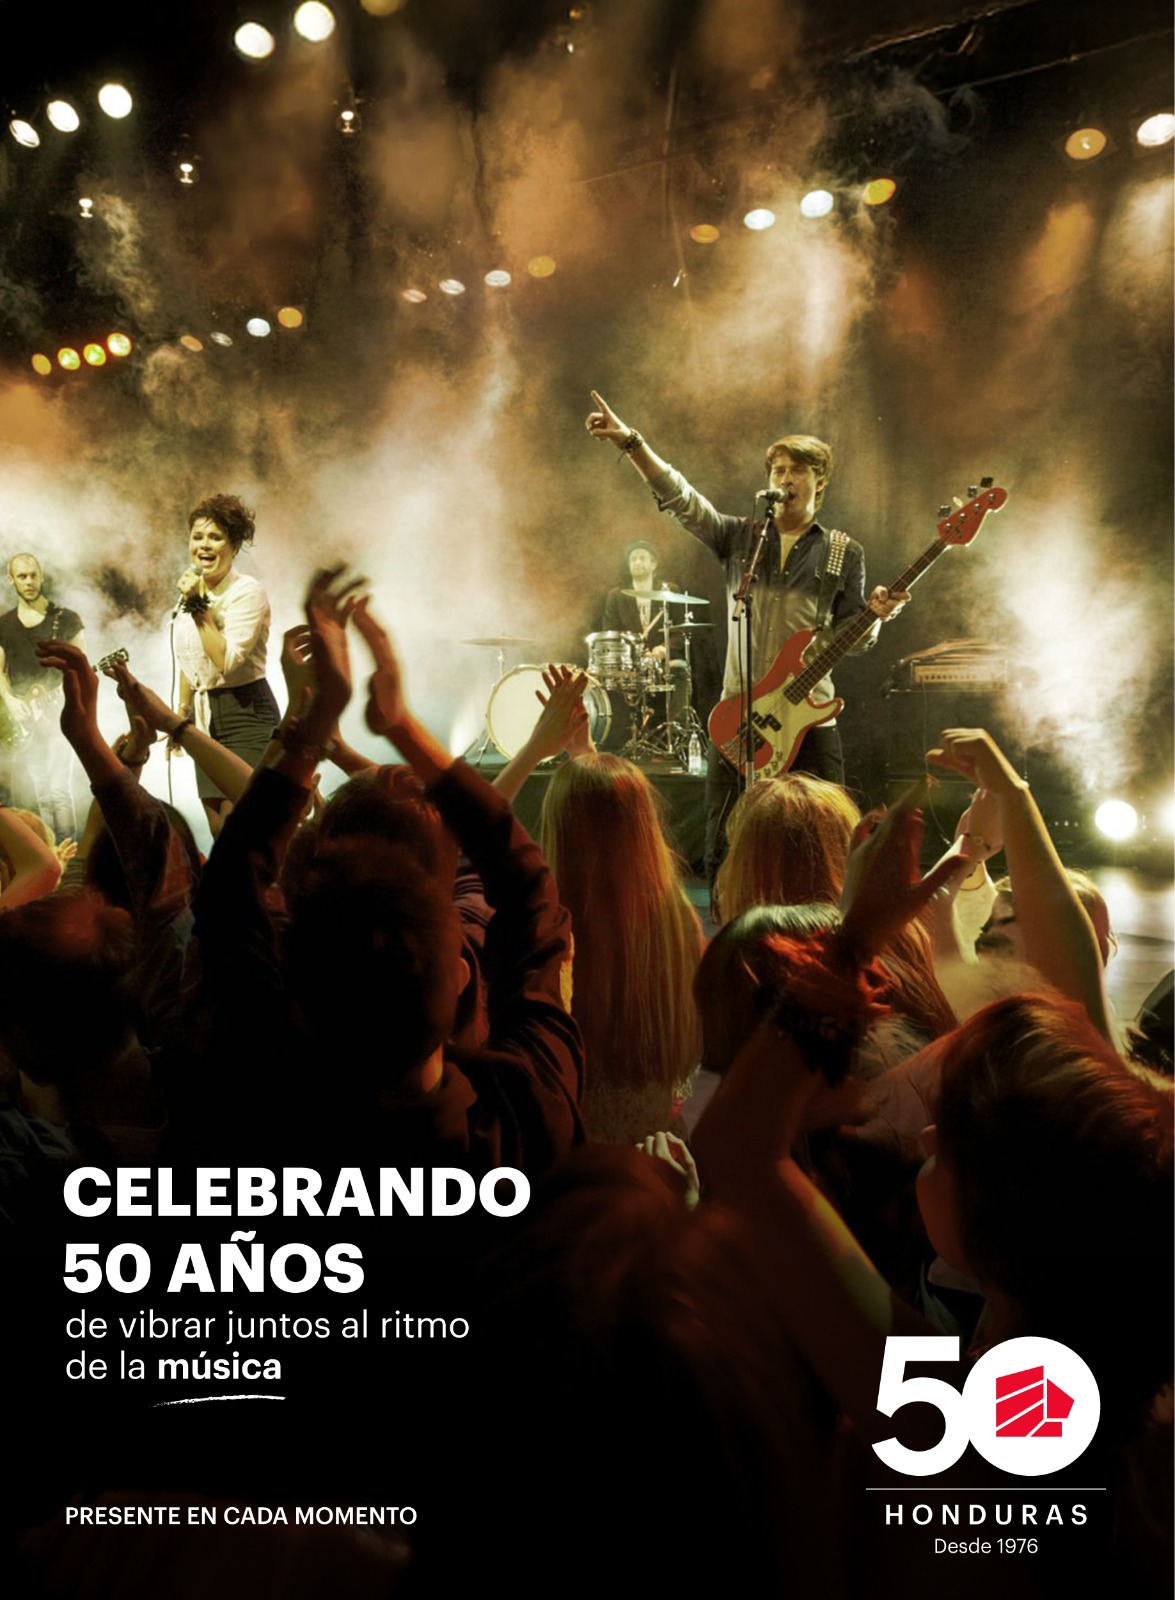 CELEBRANDO
50 AÑOS
de vibrar juntos al ritmo
de la música
PRESENTE EN CADA MOMENTO
50
HONDURAS
Desde 1976